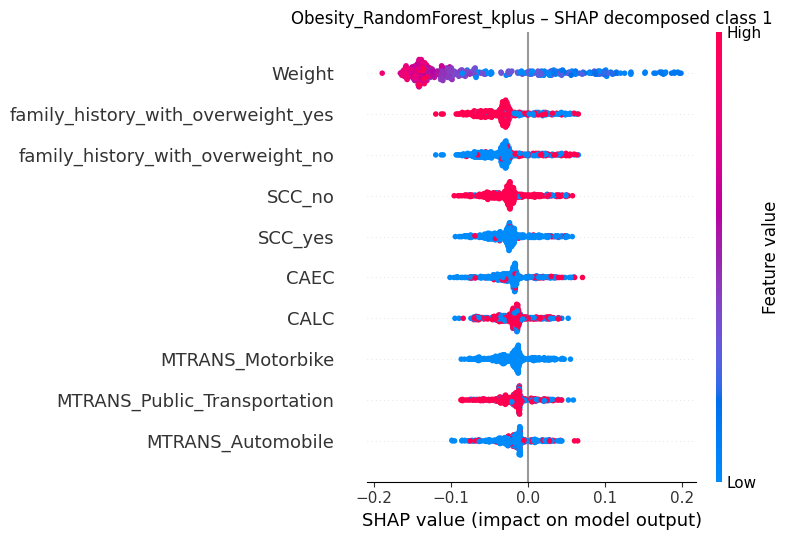 Obesity_RandomForest_kplus – SHAP decomposed class 1
High
Weight
family_history_with_overweight_yes
family_history_with_overweight_no
SCC_no
SCC_yes
CAEC
CALC
MTRANS_Motorbike
MTRANS_Public_Transportation
MTRANS_Automobile
Feature value
Low
−0.2 −0.1 0.0 0.1 0.2
SHAP value (impact on model output)